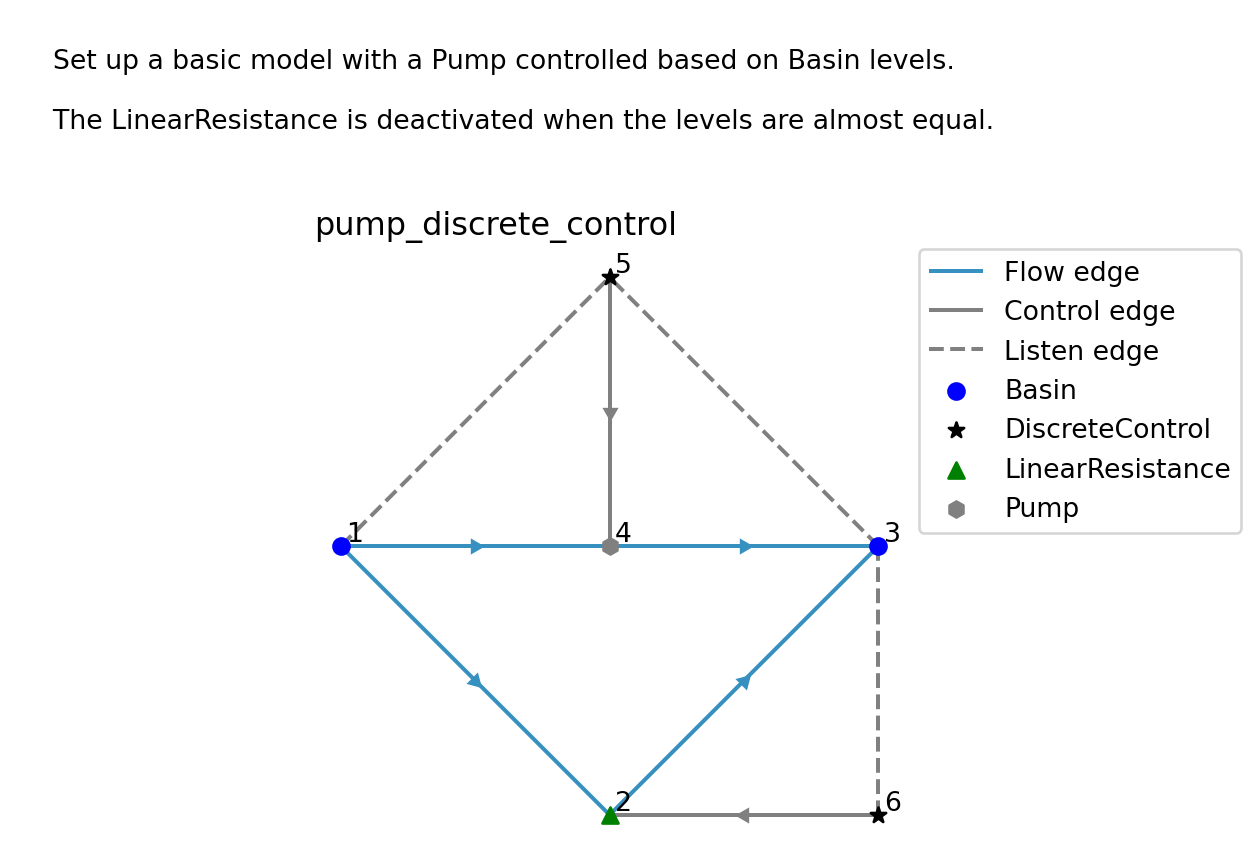 Set up a basic model with a Pump controlled based on Basin levels.
The LinearResistance is deactivated when the levels are almost equal.
pump_discrete_control
5
Flow edge
Control edge
Listen edge
Basin
DiscreteControl
LinearResistance
Pump
1
4
3
2
6